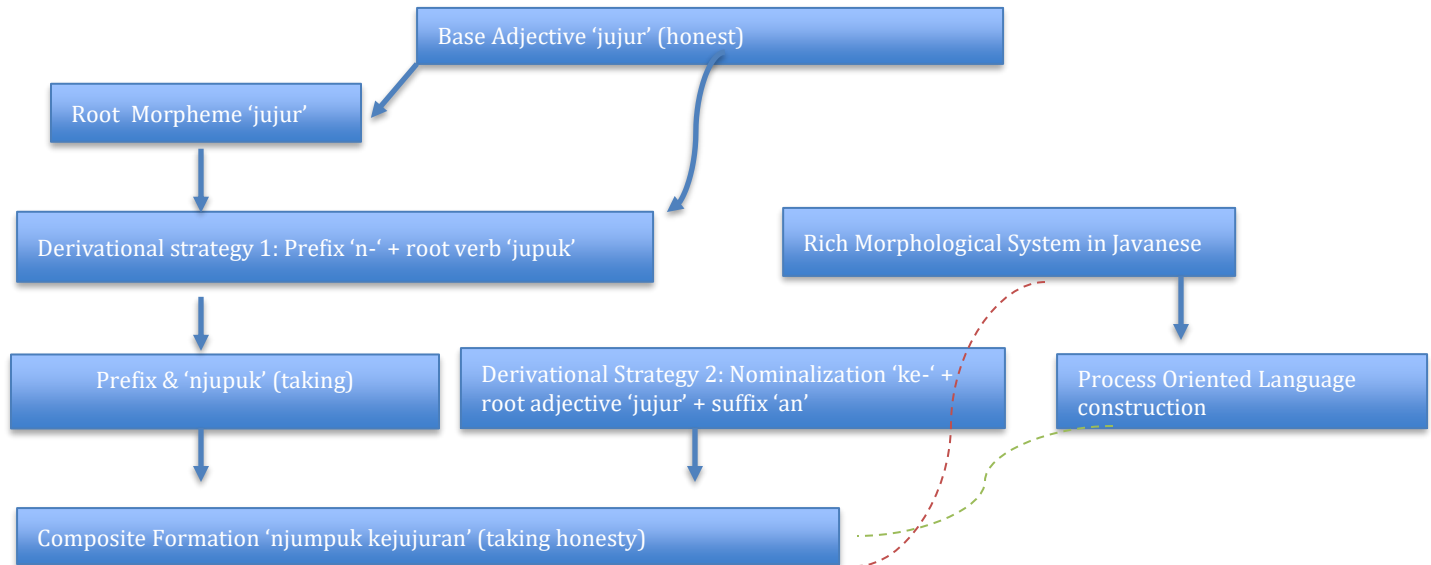 Base Adjective ‘jujur’ (honest)
Root Morpheme ‘jujur’
Derivational strategy 1: Prefix ‘n-‘ + root verb ‘jupuk’
Rich Morphological System in Javanese
Prefix & ‘njupuk’ (taking)
Derivational Strategy 2: Nominalization ‘ke-‘ +
root adjective ‘jujur’ + suffix ‘an’
Process Oriented Language
construction
Composite Formation ‘njumpuk kejujuran’ (taking honesty)